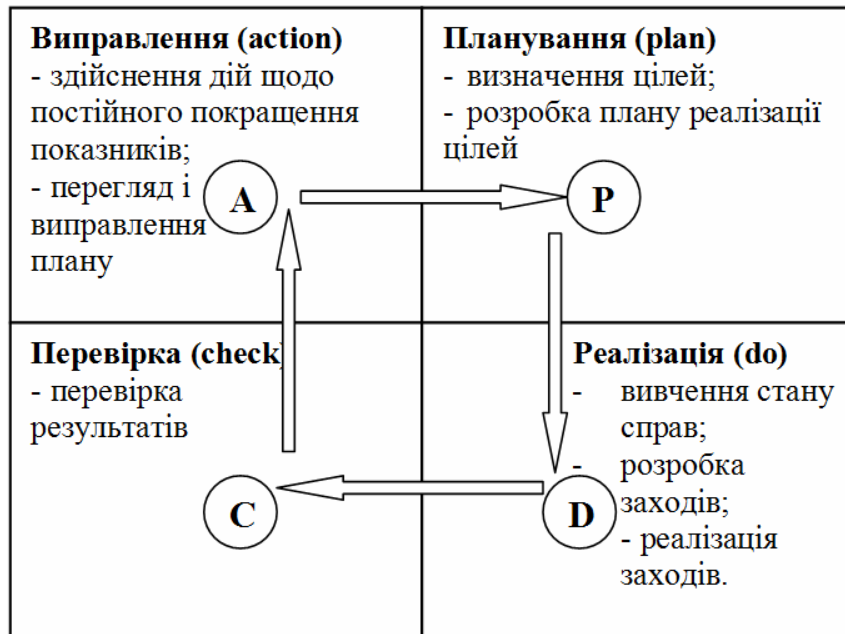 Виправлення (action)
- здійснення дій щодо
постійного покращення
показників;
- перегляд і
виправлення
плану
A
Планування (plan)
- визначення цілей;
- розробка плану реалізації
цілей
P
Перевірка (check)
- перевірка
результатів
C
Реалізація (do)
- вивчення стану
справ;
- розробка
заходів;
- реалізація
заходів.
D